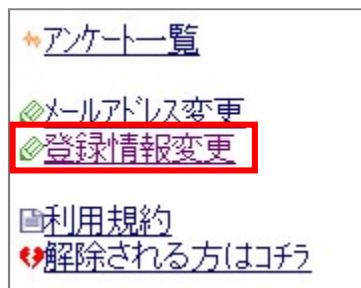 アンケート一覧
メールアドレス変更
登録情報変更
利用規約
解除される方はコチラ